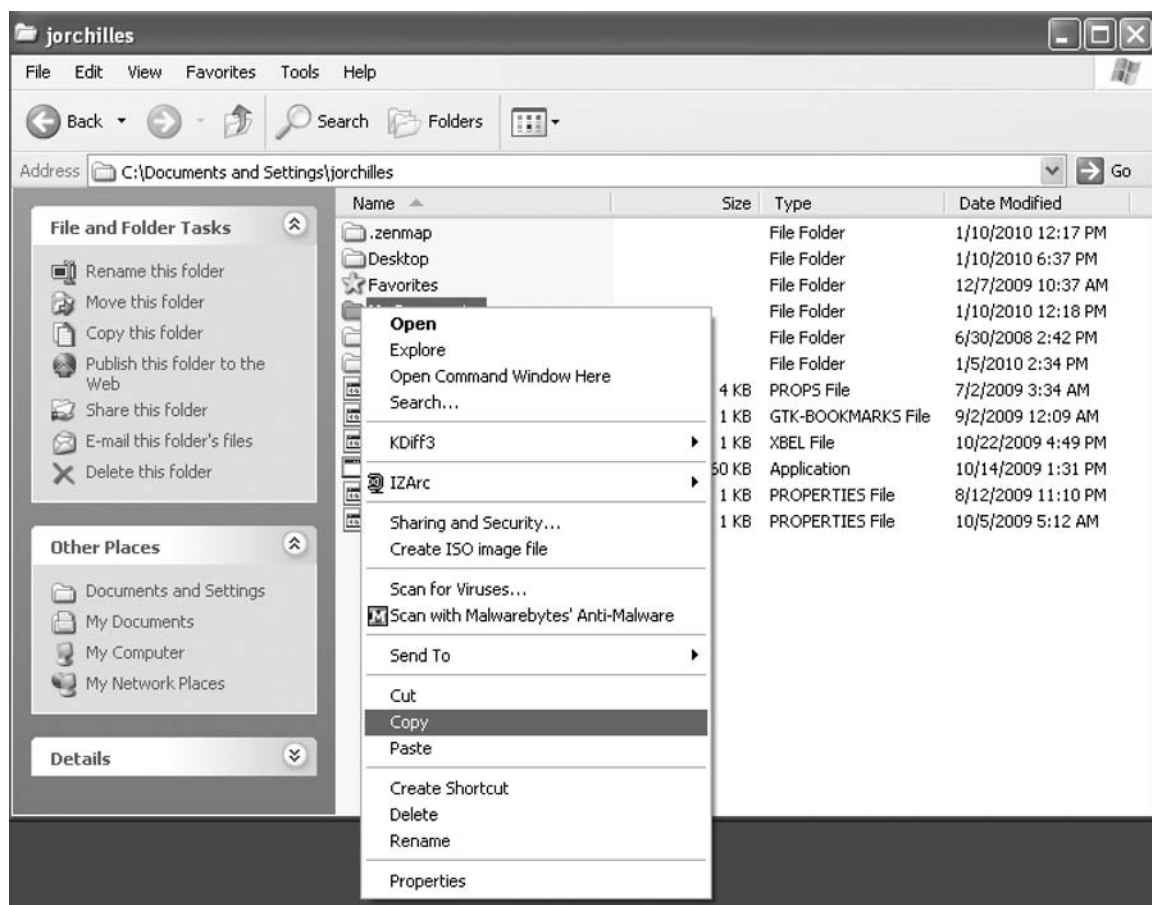 jorchilles
File Edit View Favorites Tools Help
Back Search Folders
Address C:\Documents and Settings\jorchilles Go
File and Folder Tasks
Rename this folder
Move this folder
Copy this folder
Publish this folder to the
Web
Share this folder
E-mail this folder's files
Delete this folder
Other Places
Documents and Settings
My Documents
My Computer
My Network Places
Details
Name Size Type Date Modified
.zenmap File Folder 1/10/2010 12:17 PM
Desktop File Folder 1/10/2010 6:37 PM
Favorites File Folder 12/7/2009 10:37 AM
File Folder 1/10/2010 12:18 PM
File Folder 6/30/2008 2:42 PM
File Folder 1/5/2010 2:34 PM
4 KB PROPS File 7/2/2009 3:34 AM
1 KB GTK-BOOKMARKS File 9/2/2009 12:09 AM
1 KB XBEL File 10/22/2009 4:49 PM
60 KB Application 10/14/2009 1:31 PM
1 KB PROPERTIES File 8/12/2009 11:10 PM
1 KB PROPERTIES File 10/5/2009 5:12 AM
Open
Explore
Open Command Window Here
Search...
KDiff3
IZArc
Sharing and Security...
Create ISO image file
Scan for Viruses...
Scan with Malwarebytes' Anti-Malware
Send To
Cut
Copy
Paste
Create Shortcut
Delete
Rename
Properties